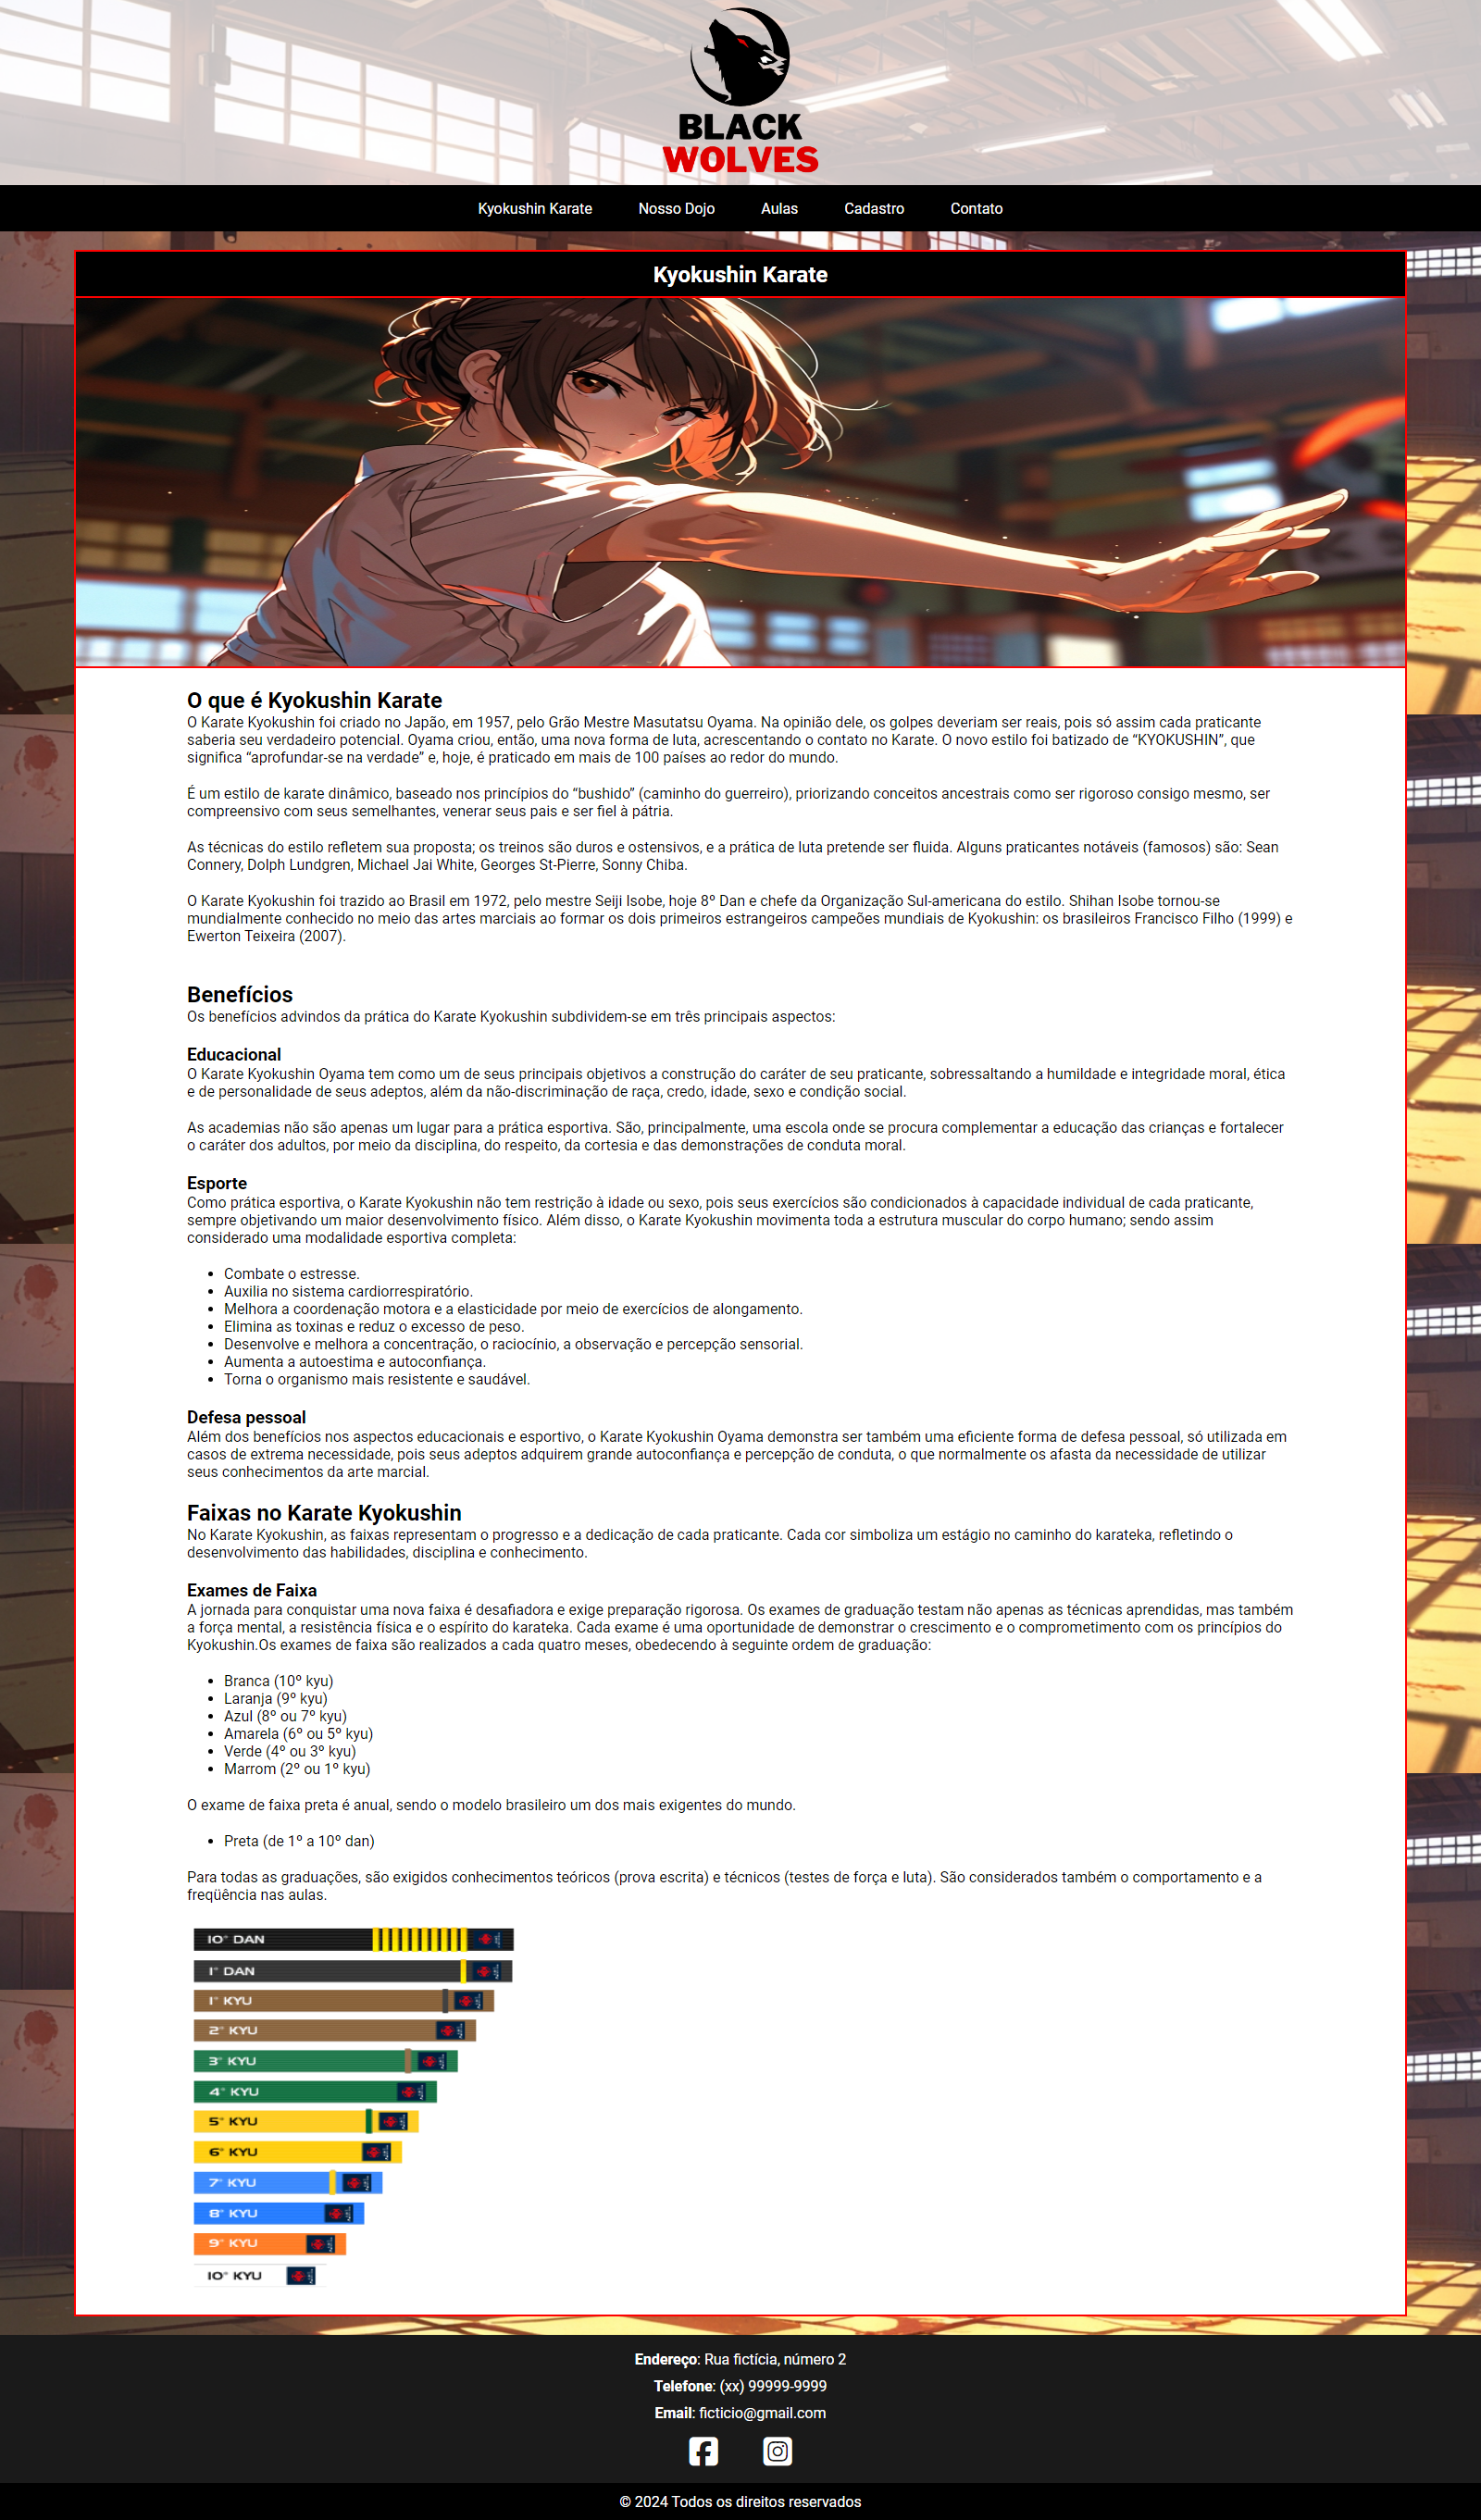 BLACK
WOLVES
Kyokushin Karate Nosso Dojo Aulas Cadastro Contato
Kyokushin Karate
O que é Kyokushin Karate
O Karate Kyokushin foi criado no Japão, em 1957, pelo Grão Mestre Masutatsu Oyama. Na opinião dele, os golpes deveriam ser reais, pois só assim cada praticante
saberia seu verdadeiro potencial. Oyama criou, então, uma nova forma de luta, acrescentando o contato no Karate. O novo estilo foi batizado de “KYOKUSHIN”, que
significa “aprofundar-se na verdade” e, hoje, é praticado em mais de 100 países ao redor do mundo.
É um estilo de karate dinâmico, baseado nos princípios do “bushido” (caminho do guerreiro), priorizando conceitos ancestrais como ser rigoroso consigo mesmo, ser
compreensivo com seus semelhantes, venerar seus pais e ser fiel à pátria.
As técnicas do estilo refletem sua proposta; os treinos são duros e ostensivos, e a prática de luta pretende ser fluida. Alguns praticantes notáveis (famosos) são: Sean
Connery, Dolph Lundgren, Michael Jai White, Georges St-Pierre, Sonny Chiba.
O Karate Kyokushin foi trazido ao Brasil em 1972, pelo mestre Seiji Isobe, hoje 8º Dan e chefe da Organização Sul-americana do estilo. Shihan Isobe tornou-se
mundialmente conhecido no meio das artes marciais ao formar os dois primeiros estrangeiros campeões mundiais de Kyokushin: os brasileiros Francisco Filho (1999) e
Ewerton Teixeira (2007).
Benefícios
Os benefícios advindos da prática do Karate Kyokushin subdividem-se em três principais aspectos:
Educacional
O Karate Kyokushin Oyama tem como um de seus principais objetivos a construção do caráter de seu praticante, sobressaltando a humildade e integridade moral, ética
e de personalidade de seus adeptos, além da não-discriminação de raça, credo, idade, sexo e condição social.
As academias não são apenas um lugar para a prática esportiva. São, principalmente, uma escola onde se procura complementar a educação das crianças e fortalecer
o caráter dos adultos, por meio da disciplina, do respeito, da cortesia e das demonstrações de conduta moral.
Esporte
Como prática esportiva, o Karate Kyokushin não tem restrição à idade ou sexo, pois seus exercícios são condicionados à capacidade individual de cada praticante,
sempre objetivando um maior desenvolvimento físico. Além disso, o Karate Kyokushin movimenta toda a estrutura muscular do corpo humano; sendo assim
considerado uma modalidade esportiva completa:
• Combate o estresse.
• Auxilia no sistema cardiorrespiratório.
• Melhora a coordenação motora e a elasticidade por meio de exercícios de alongamento.
• Elimina as toxinas e reduz o excesso de peso.
• Desenvolve e melhora a concentração, o raciocínio, a observação e percepção sensorial.
• Aumenta a autoestima e autoconfiança.
• Torna o organismo mais resistente e saudável.
Defesa pessoal
Além dos benefícios nos aspectos educacionais e esportivo, o Karate Kyokushin Oyama demonstra ser também uma eficiente forma de defesa pessoal, só utilizada em
casos de extrema necessidade, pois seus adeptos adquirem grande autoconfiança e percepção de conduta, o que normalmente os afasta da necessidade de utilizar
seus conhecimentos da arte marcial.
Faixas no Karate Kyokushin
No Karate Kyokushin, as faixas representam o progresso e a dedicação de cada praticante. Cada cor simboliza um estágio no caminho do karateka, refletindo o
desenvolvimento das habilidades, disciplina e conhecimento.
Exames de Faixa
A jornada para conquistar uma nova faixa é desafiadora e exige preparação rigorosa. Os exames de graduação testam não apenas as técnicas aprendidas, mas também
a força mental, a resistência física e o espírito do karateka. Cada exame é uma oportunidade de demonstrar o crescimento e o comprometimento com os princípios do
Kyokushin.Os exames de faixa são realizados a cada quatro meses, obedecendo à seguinte ordem de graduação:
• Branca (10º kyu)
• Laranja (9º kyu)
• Azul (8º ou 7º kyu)
• Amarela (6º ou 5º kyu)
• Verde (4º ou 3º kyu)
• Marrom (2º ou 1º kyu)
O exame de faixa preta é anual, sendo o modelo brasileiro um dos mais exigentes do mundo.
• Preta (de 1º a 10º dan)
Para todas as graduações, são exigidos conhecimentos teóricos (prova escrita) e técnicos (testes de força e luta). São considerados também o comportamento e a
freqüência nas aulas.
10° DAN
1° DAN
1° KYU
2° KYU
3° KYU
4° KYU
5° KYU
6° KYU
7° KYU
8° KYU
9° KYU
10° KYU
Endereço: Rua fictícia, número 2
Telefone: (xx) 99999-9999
Email: ficticio@gmail.com
© 2024 Todos os direitos reservados